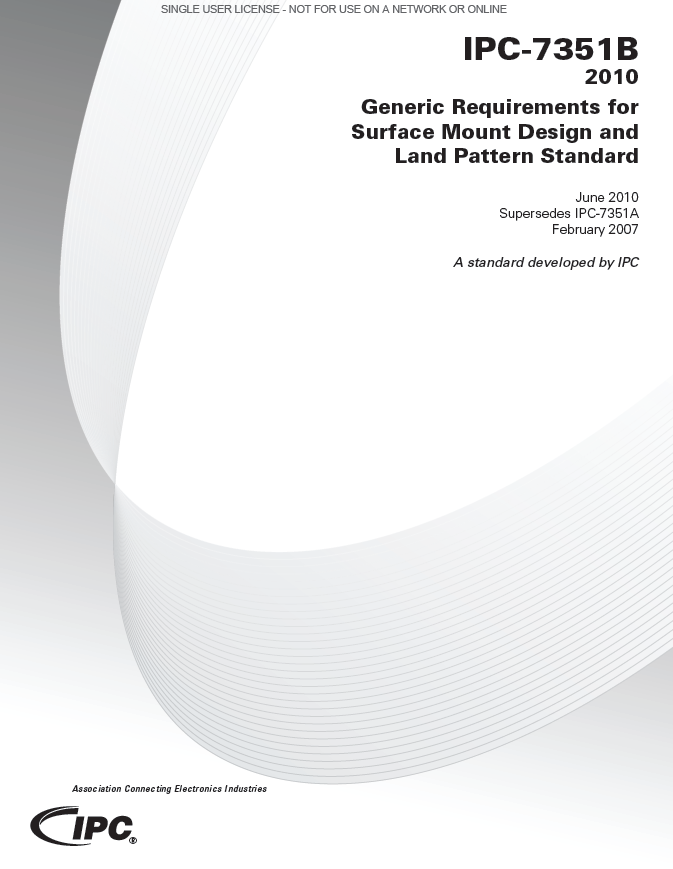 SINGLE USER LICENSE - NOT FOR USE ON A NETWORK OR ONLINE
IPC-7351B
2010
Generic Requirements for
Surface Mount Design and
Land Pattern Standard
June 2010
Supersedes IPC-7351A
February 2007
A standard developed by IPC
Association Connecting Electronics Industries
IPC®